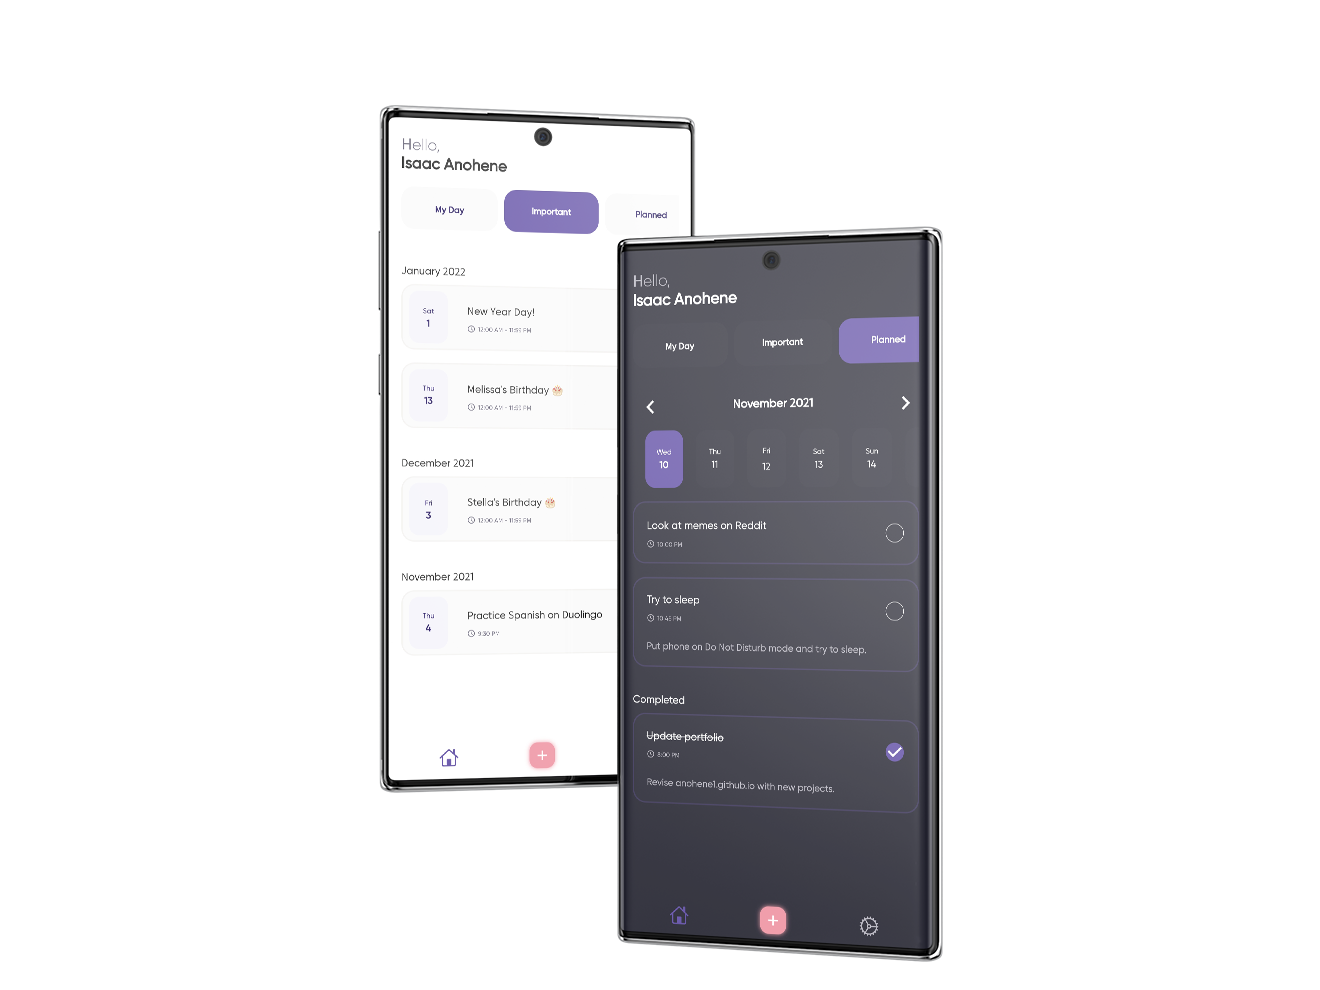 Hello,
Isaac Anohene
My Day
Important
Planned
January 2022
Sat
1
New Year Day!
12:00 AM - 11:59 PM
Thu
13
Melissa's Birthday
12:00 AM - 11:59 PM
December 2021
Fri
3
Stella's Birthday
12:00 AM - 11:59 PM
November 2021
Thu
4
Practice Spanish on Duolingo
9:30 PM
Hello,
Isaac Anohene
My Day
Important
Planned
November 2021
Wed
10
Thu
11
Fri
12
Sat
13
Sun
14
Look at memes on Reddit
10:00 PM
Try to sleep
10:45 PM
Put phone on Do Not Disturb mode and try to sleep.
Completed
Update portfolio
8:00 PM
Revise anohene1.github.io with new projects.